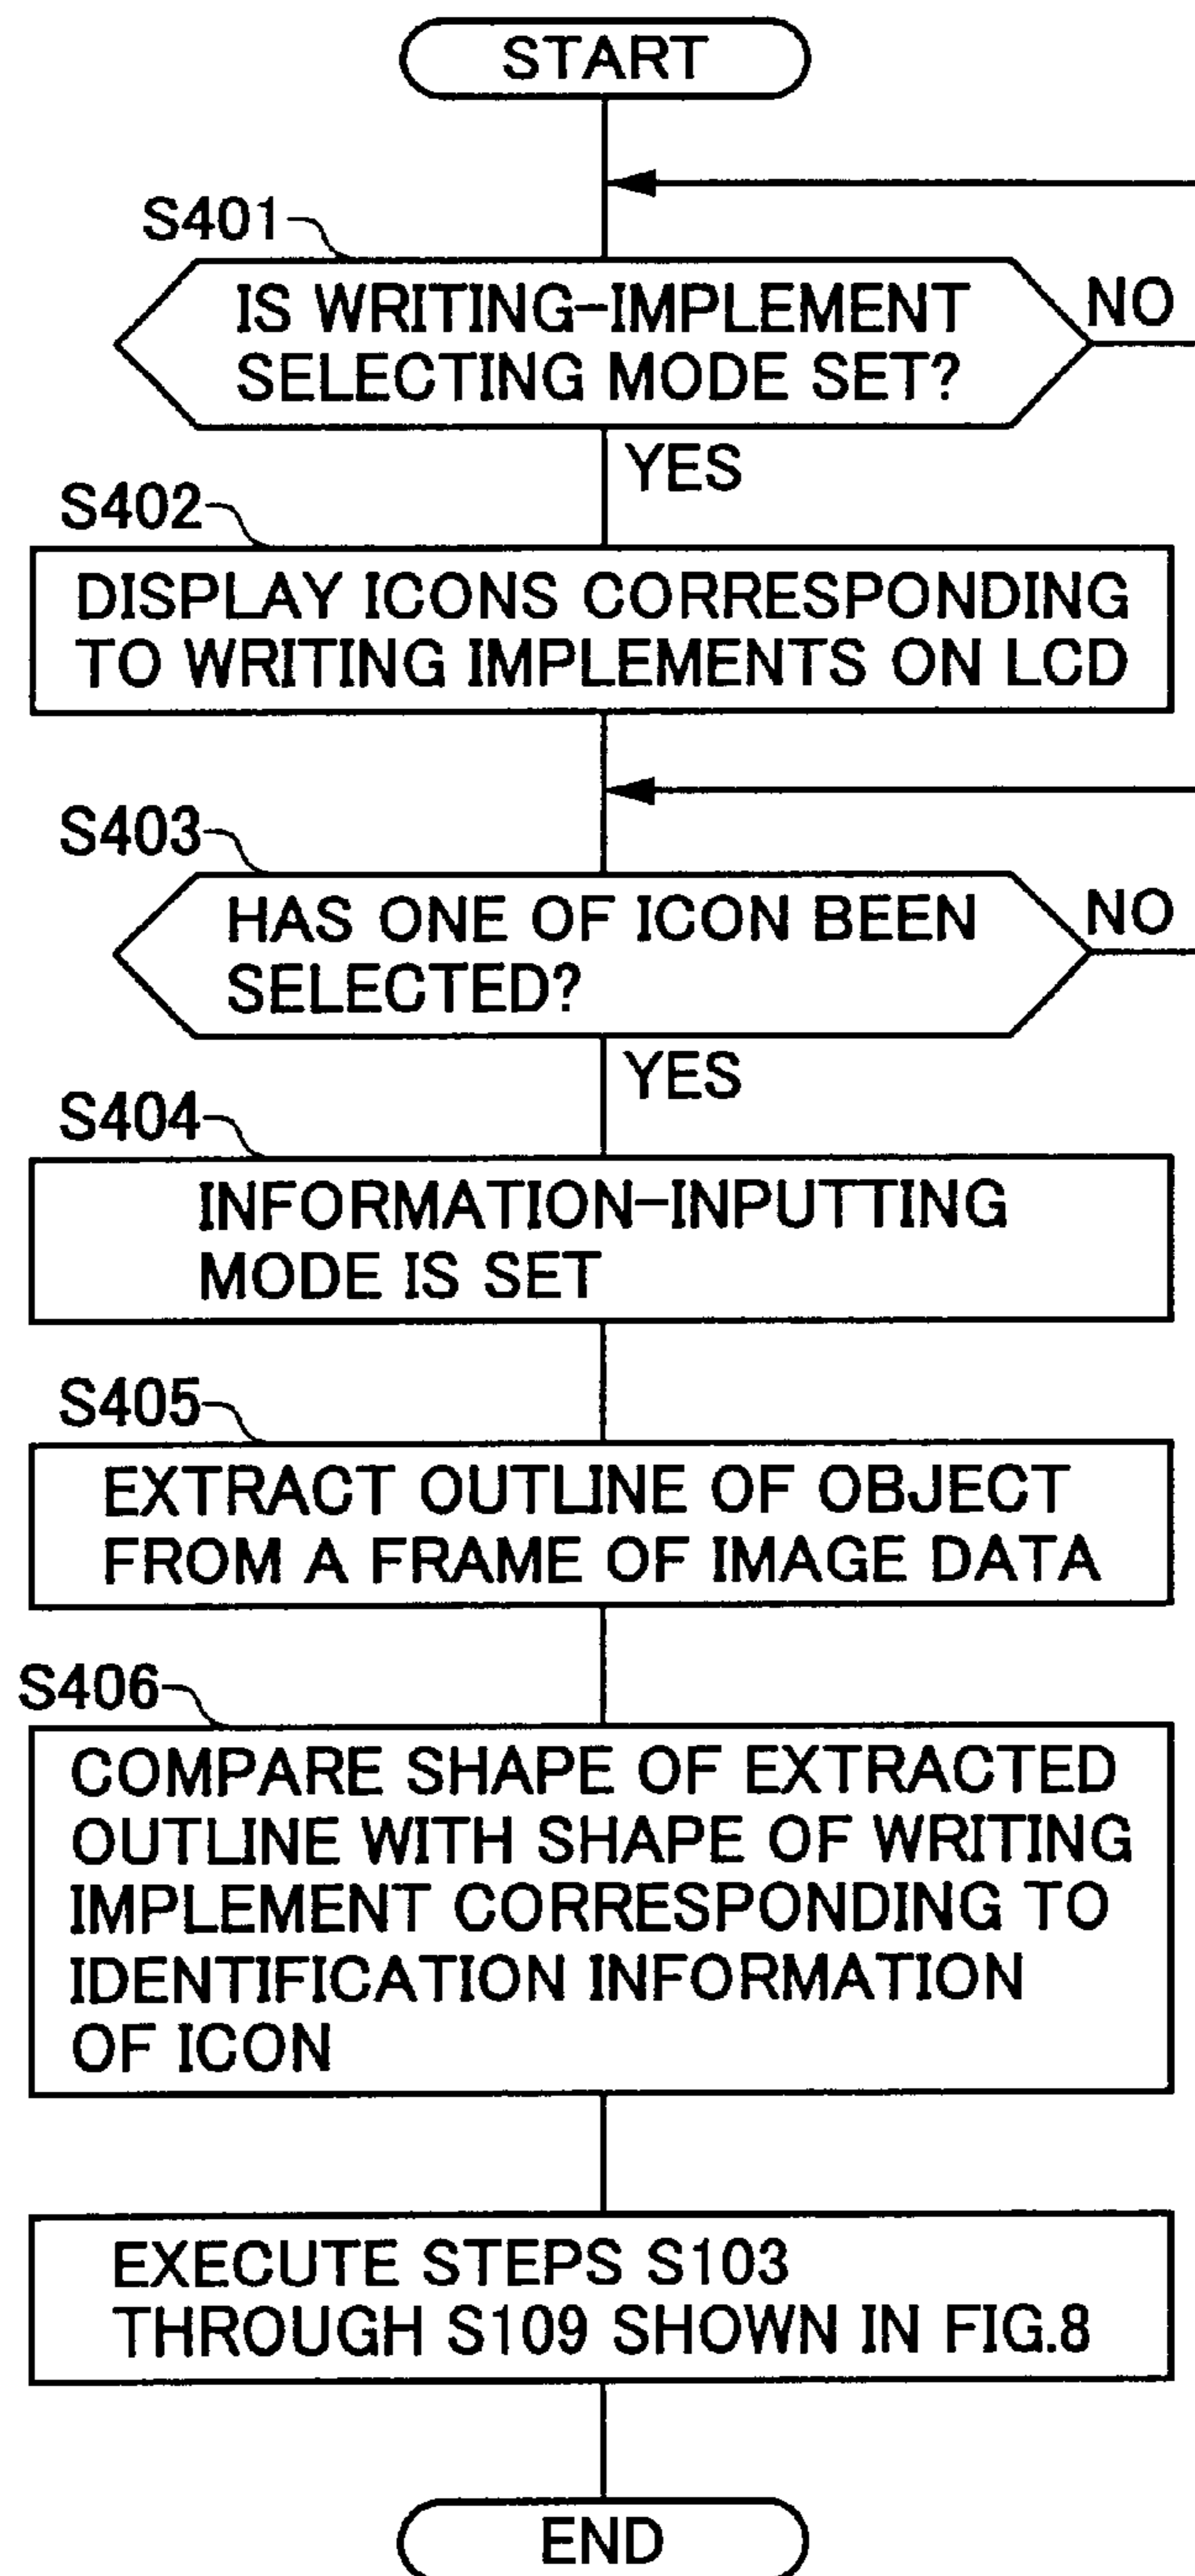 START
S401
IS WRITING-IMPLEMENT
SELECTING MODE SET?
NO
YES
S402
DISPLAY ICONS CORRESPONDING
TO WRITING IMPLEMENTS ON LCD
S403
HAS ONE OF ICON BEEN
SELECTED?
NO
YES
S404
INFORMATION-INPUTTING
MODE IS SET
S405
EXTRACT OUTLINE OF OBJECT
FROM A FRAME OF IMAGE DATA
S406
COMPARE SHAPE OF EXTRACTED
OUTLINE WITH SHAPE OF WRITING
IMPLEMENT CORRESPONDING TO
IDENTIFICATION INFORMATION
OF ICON
EXECUTE STEPS S103
THROUGH S109 SHOWN IN FIG.8
END